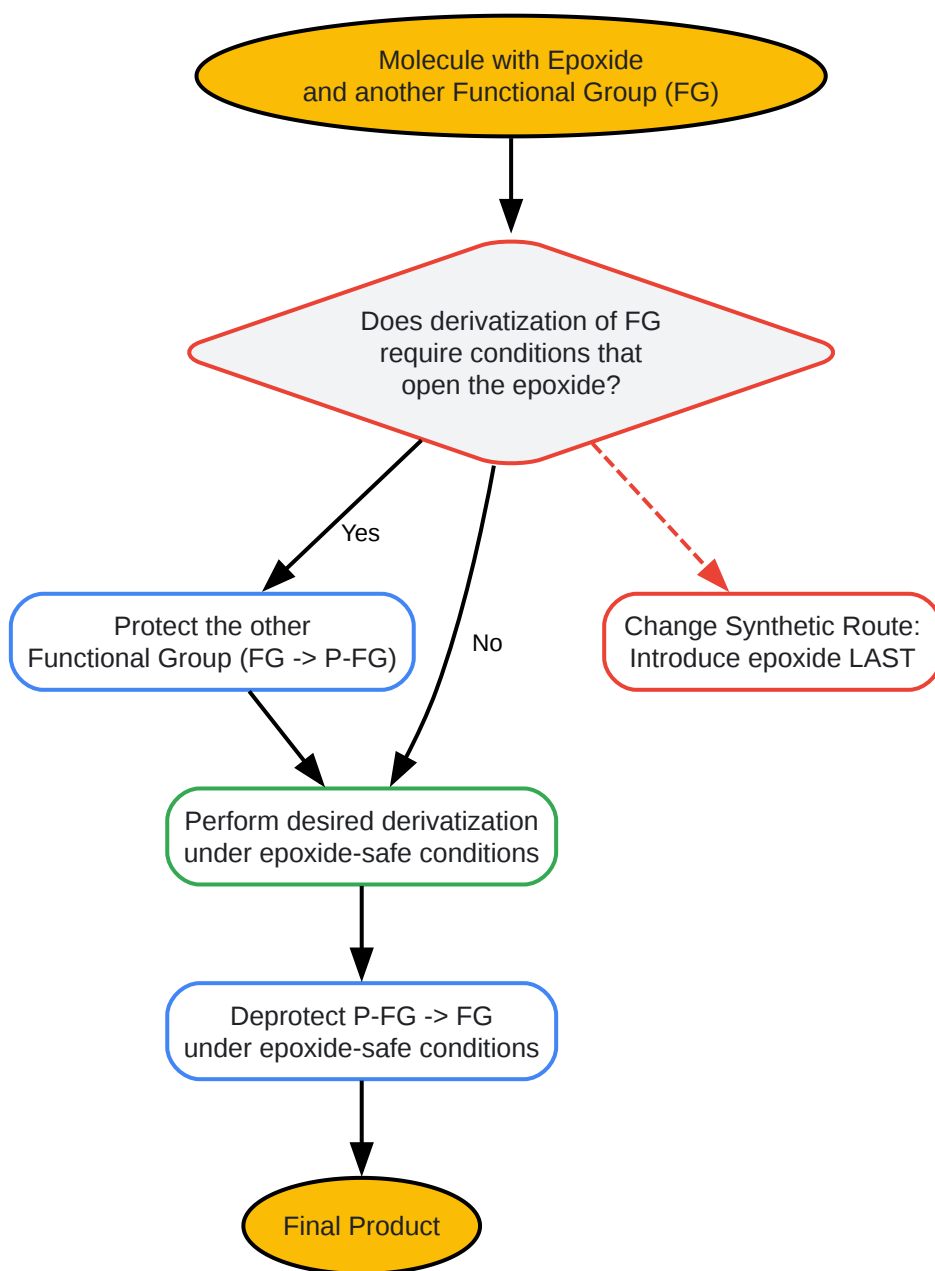 Molecule with Epoxide
and another Functional Group (FG)
Does derivatization of FG
require conditions that
open the epoxide?
Yes
No
Protect the other
Functional Group (FG -> P-FG)
Change Synthetic Route:
Introduce epoxide LAST
Perform desired derivatization
under epoxide-safe conditions
Deprotect P-FG -> FG
under epoxide-safe conditions
Final Product